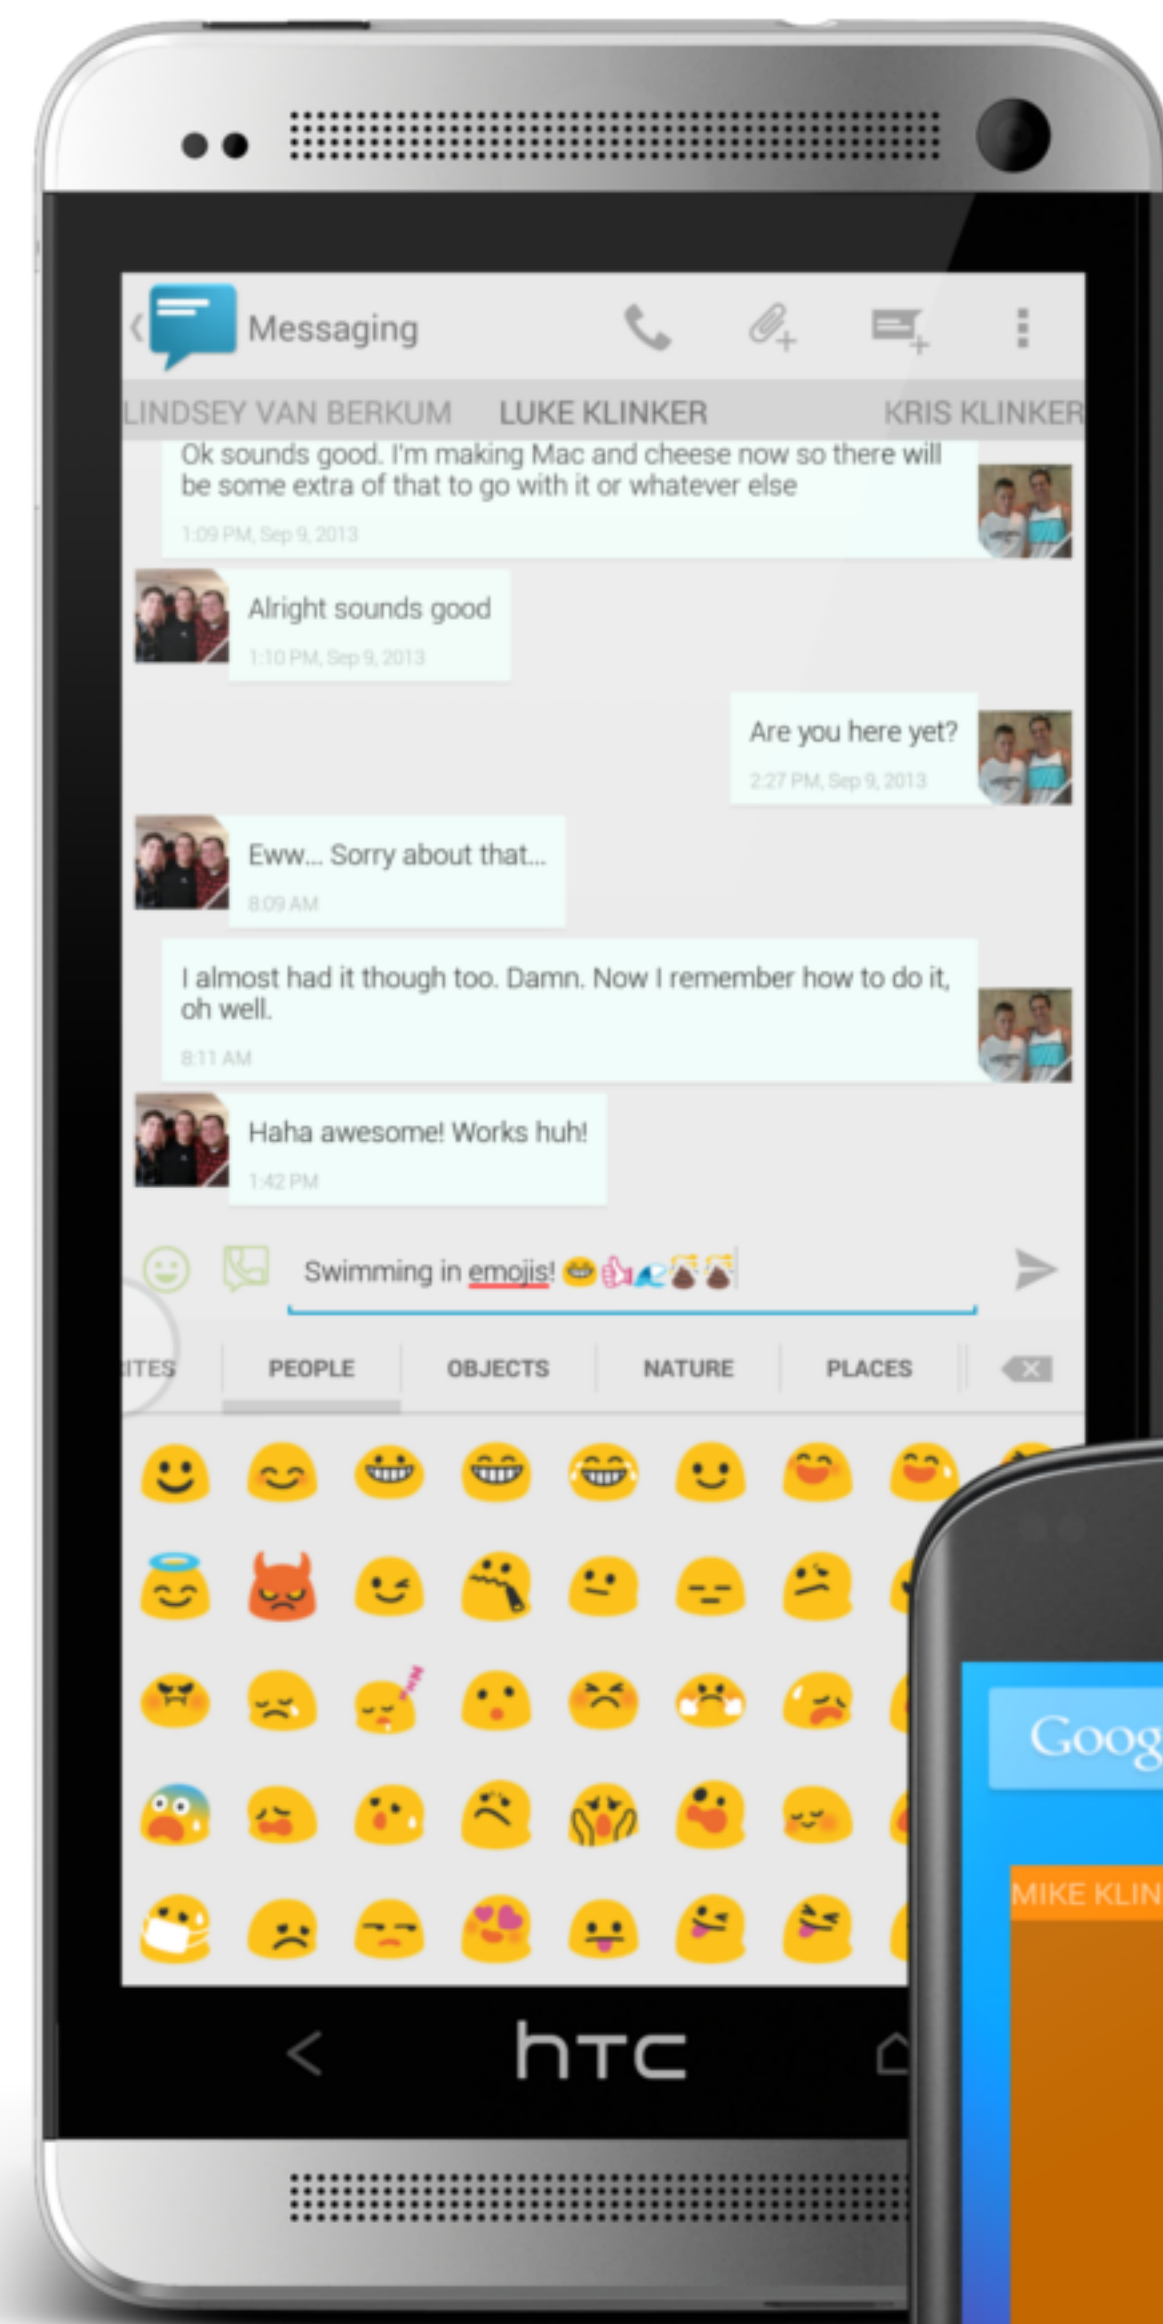 Messaging
LINDSEY VAN BERKUM LUKE KLINKER KRIS KLINKER
Ok sounds good. I'm making Mac and cheese now so there will
be some extra of that to go with it or whatever else
1:09 PM, Sep 9, 2013
Alright sounds good
1:10 PM, Sep 9, 2013
Are you here yet?
2:27 PM, Sep 9, 2013
Eww... Sorry about that...
8:09 AM
I almost had it though too. Damn. Now I remember how to do it,
oh well.
8:11 AM
Haha awesome! Works huh!
1:42 PM
Swimming in emojis! 😁👍🌊💩💩
ITES PEOPLE OBJECTS NATURE PLACES
hTC
Goog
MIKE KLIN